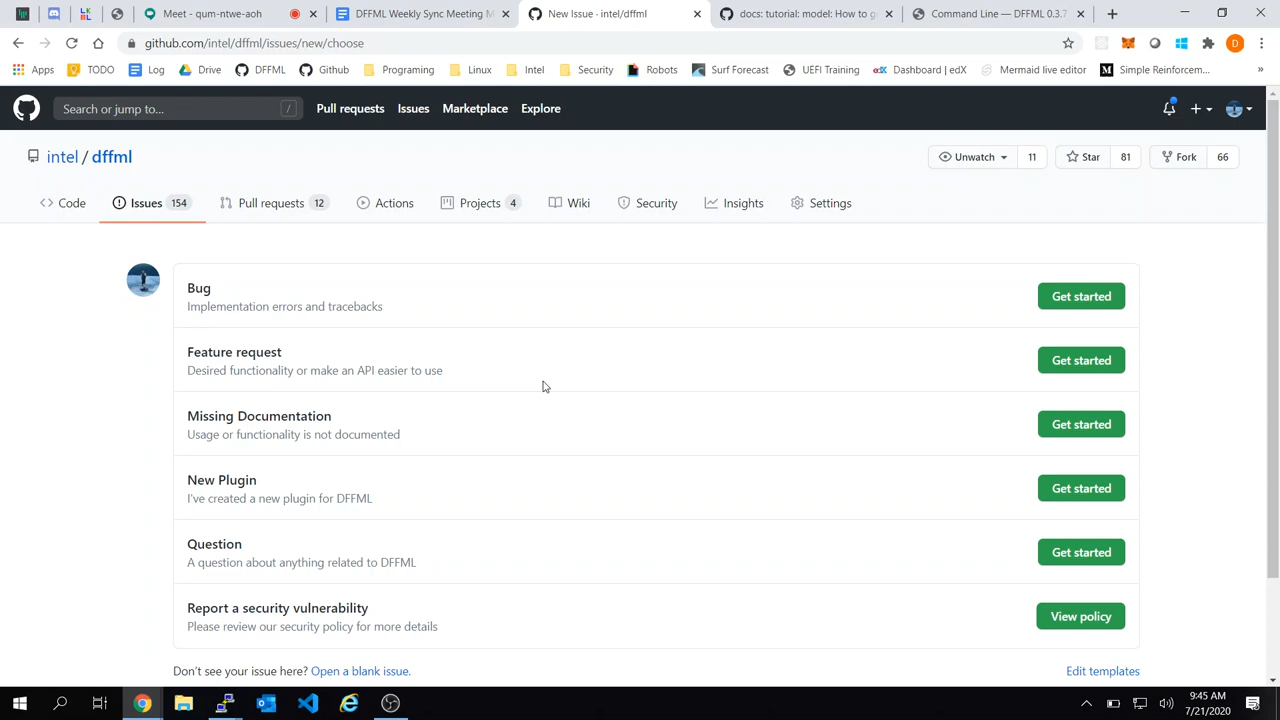 Meet - qum-ntwe-aoh
DFFML Weekly Sync Meeting M
New Issue · intel/dffml
docs: tutorial: model: How to g
Command Line — DFFML 0.3.7
github.com/intel/dffml/issues/new/choose
D
Apps
TODO
Log
Drive
DFFML
Github
Programing
Linux
Intel
Security
Robots
Surf Forecast
UEFI Training
Dashboard | edX
Mermaid live editor
Simple Reinforcem...
»
Search or jump to...
/
Pull requests
Issues
Marketplace
Explore
intel / dffml
Unwatch 11
Star 81
Fork 66
Code
Issues 154
Pull requests 12
Actions
Projects 4
Wiki
Security
Insights
Settings
Bug
Implementation errors and tracebacks
Get started
Feature request
Desired functionality or make an API easier to use
Get started
Missing Documentation
Usage or functionality is not documented
Get started
New Plugin
I've created a new plugin for DFFML
Get started
Question
A question about anything related to DFFML
Get started
Report a security vulnerability
Please review our security policy for more details
View policy
Don't see your issue here? Open a blank issue.
Edit templates
9:45 AM
7/21/2020